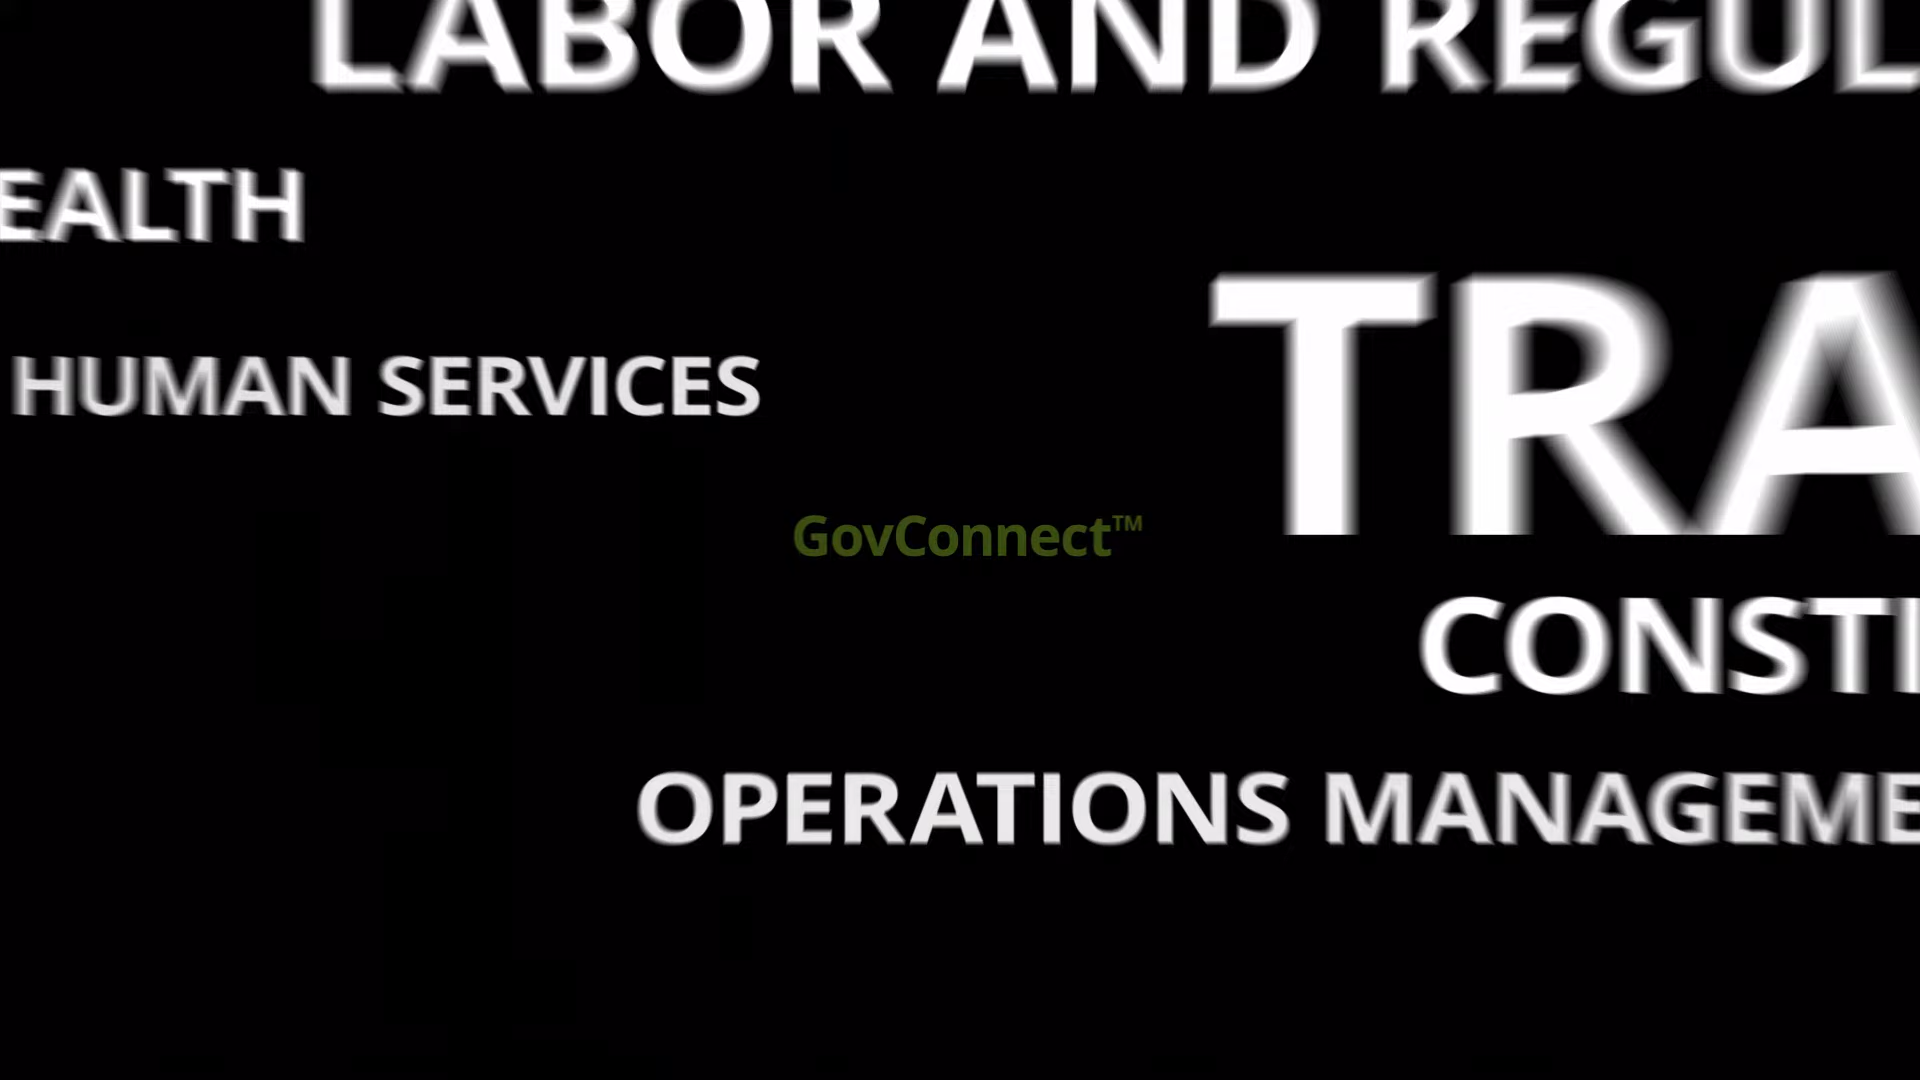 LABOR AND REGUL
EALTH
TRA
HUMAN SERVICES
GovConnect™
CONSTI
OPERATIONS MANAGEME